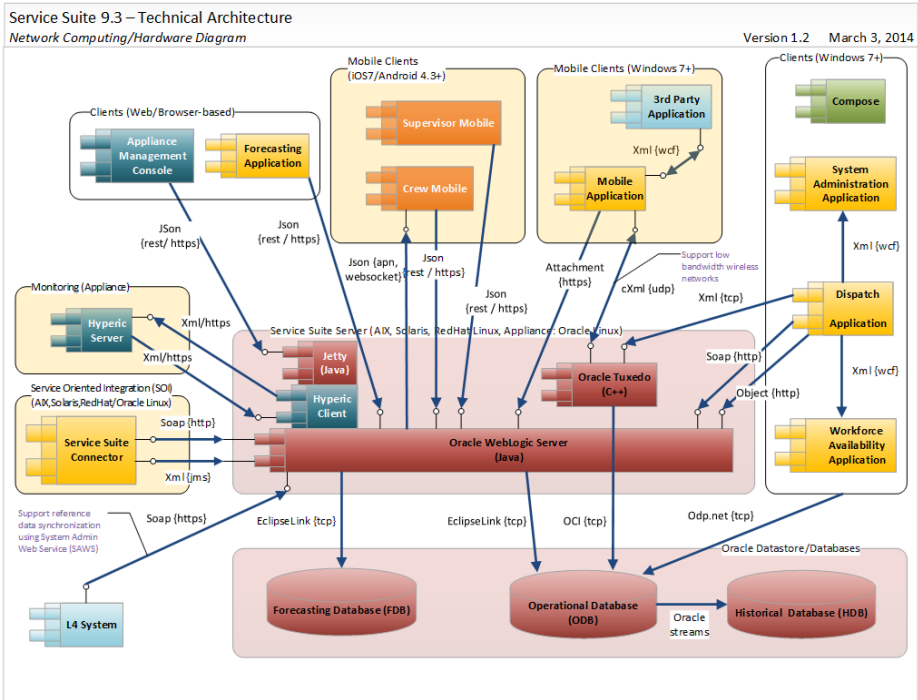 Service Suite 9.3 – Technical Architecture
Network Computing/Hardware Diagram
Version 1.2 March 3, 2014
Clients (Windows 7+)
Mobile Clients
(iOS7/Android 4.3+)
Mobile Clients (Windows 7+)
Clients (Web/Browser-based)
Compose
3rd Party
Application
Supervisor Mobile
Appliance
Management
Console
Forecasting
Application
Xml {wcf}
System
Administration
Application
Crew Mobile
Mobile
Application
Json
{rest/ https}
Json
{rest / https}
Json {apn,
websocket}
Json
{rest / https}
Attachment
{https}
Support low
bandwidth wireless
networks
Xml {wcf}
cXml {udp}
Xml {tcp}
Json
{rest / https}
Dispatch
Application
Monitoring (Appliance)
Hyperic
Server
Xml/https
Xml/https
Service Suite Server (AIX, Solaris, RedHat Linux, Appliance: Oracle Linux)
Jetty
(Java)
Hyperic
Client
Oracle Tuxedo
(C++)
Soap {http}
Object {http}
Xml {wcf}
Service Oriented Integration (SOI)
(AIX,Solaris,RedHat/Oracle Linux)
Soap {http}
Service Suite
Connector
Xml {jms}
Oracle WebLogic Server
(Java)
Workforce
Availability
Application
Support reference
data synchronization
using System Admin
Web Service (SAWS)
Soap {https}
EclipseLink {tcp}
EclipseLink {tcp}
OCI {tcp}
Odp.net {tcp}
Oracle Datastore/Databases
L4 System
Forecasting Database (FDB)
Operational Database
(ODB)
Oracle
streams
Historical Database (HDB)